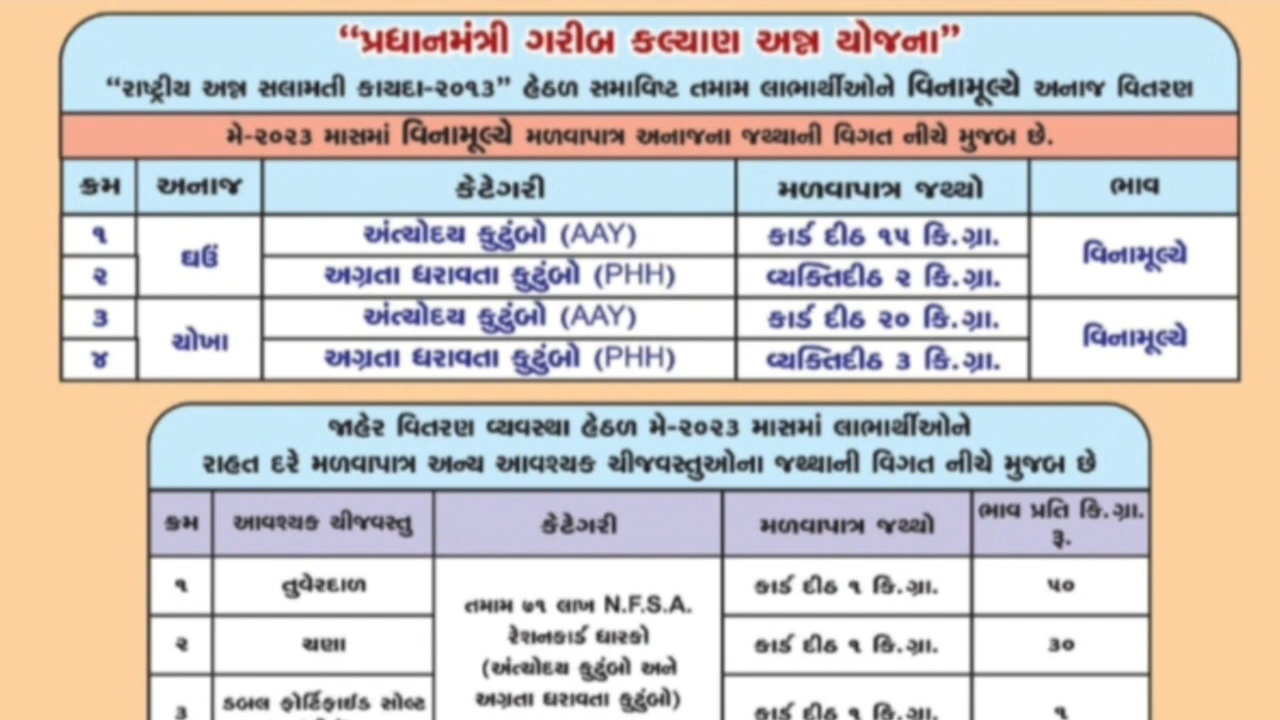 “પ્રધાનમંત્રી ગરીબ કલ્યાણ અન્ન યોજના”
“રાષ્ટ્રીય અન્ન સલામતી કાયદા-૨૦૧૩” હેઠળ સમાવિષ્ટ તમામ લાભાર્થીઓને વિનામૂલ્યે અનાજ વિતરણ
મે-૨૦૨૩ માસમાં વિનામૂલ્યે મળવાપાત્ર અનાજના જથ્થાની વિગત નીચે મુજબ છે.
ક્રમ અનાજ કેટેગરી મળવાપાત્ર જથ્થો ભાવ
૧ ઘઉં અંત્યોદય કુટુંબો (AAY) કાર્ડ દીઠ ૧૫ કિ.ગ્રા. વિનામૂલ્યે
૨ અગ્રતા ધરાવતા કુટુંબો (PHH) વ્યક્તિદીઠ ૨ કિ.ગ્રા.
૩ ચોખા અંત્યોદય કુટુંબો (AAY) કાર્ડ દીઠ ૨૦ કિ.ગ્રા. વિનામૂલ્યે
૪ અગ્રતા ધરાવતા કુટુંબો (PHH) વ્યક્તિદીઠ ૩ કિ.ગ્રા.
જાહેર વિતરણ વ્યવસ્થા હેઠળ મે-૨૦૨૩ માસમાં લાભાર્થીઓને
રાહત દરે મળવાપાત્ર અન્ય આવશ્યક ચીજવસ્તુઓના જથ્થાની વિગત નીચે મુજબ છે
ક્રમ આવશ્યક ચીજવસ્તુ કેટેગરી મળવાપાત્ર જથ્થો ભાવ પ્રતિ કિ.ગ્રા.
રૂ.
૧ તુવેરદાળ કાર્ડ દીઠ ૧ કિ.ગ્રા. ૫૦
તમામ ૭૧ લાખ N.F.S.A.
રેશનકાર્ડ ધારકો
૨ ચણા કાર્ડ દીઠ ૧ કિ.ગ્રા. ૩૦
(અંત્યોદય કુટુંબો અને
અગ્રતા ધરાવતા કુટુંબો)
૩ ડબલ ફોર્ટિફાઈડ સોલ્ટ કાર્ડ દીઠ ૧ કિ.ગ્રા. ૧